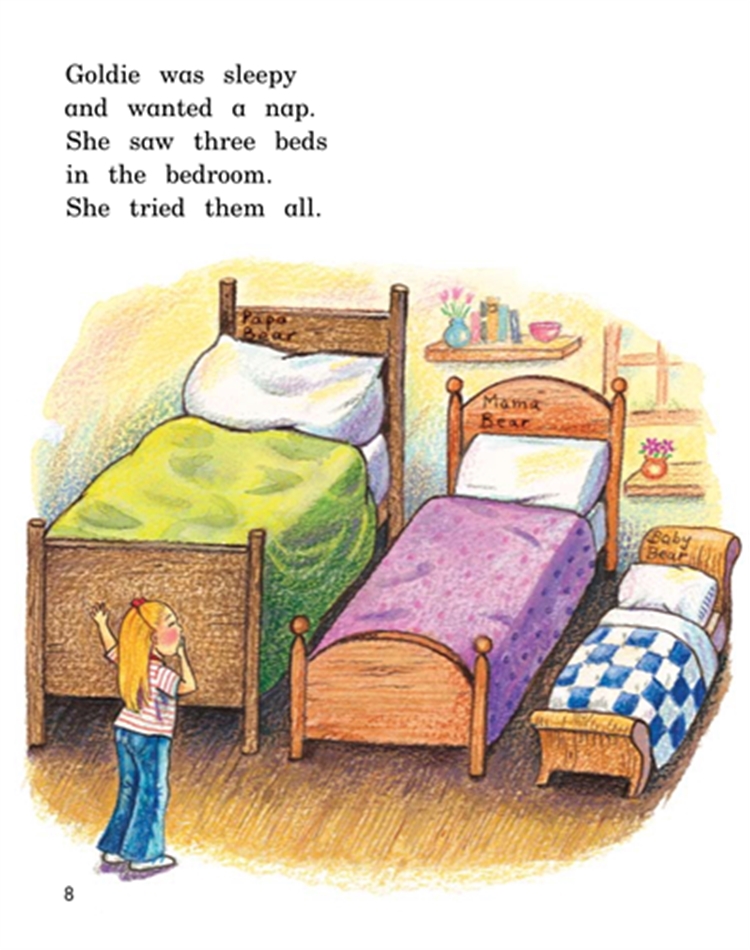 Goldie was sleepy
and wanted a nap.
She saw three beds
in the bedroom.
She tried them all.
Papa
Bear
Mama
Bear
Baby
Bear
8